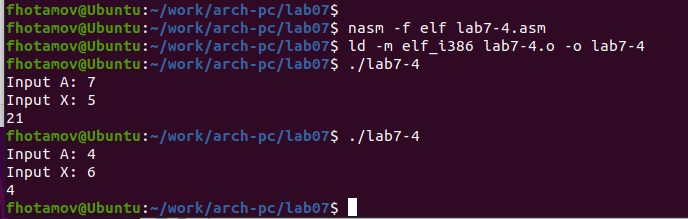 fhotamov@Ubuntu:~/work/arch-pc/lab07$
fhotamov@Ubuntu:~/work/arch-pc/lab07$ nasm -f elf lab7-4.asm
fhotamov@Ubuntu:~/work/arch-pc/lab07$ ld -m elf_i386 lab7-4.o -o lab7-4
fhotamov@Ubuntu:~/work/arch-pc/lab07$ ./lab7-4
Input A: 7
Input X: 5
21
fhotamov@Ubuntu:~/work/arch-pc/lab07$ ./lab7-4
Input A: 4
Input X: 6
4
fhotamov@Ubuntu:~/work/arch-pc/lab07$